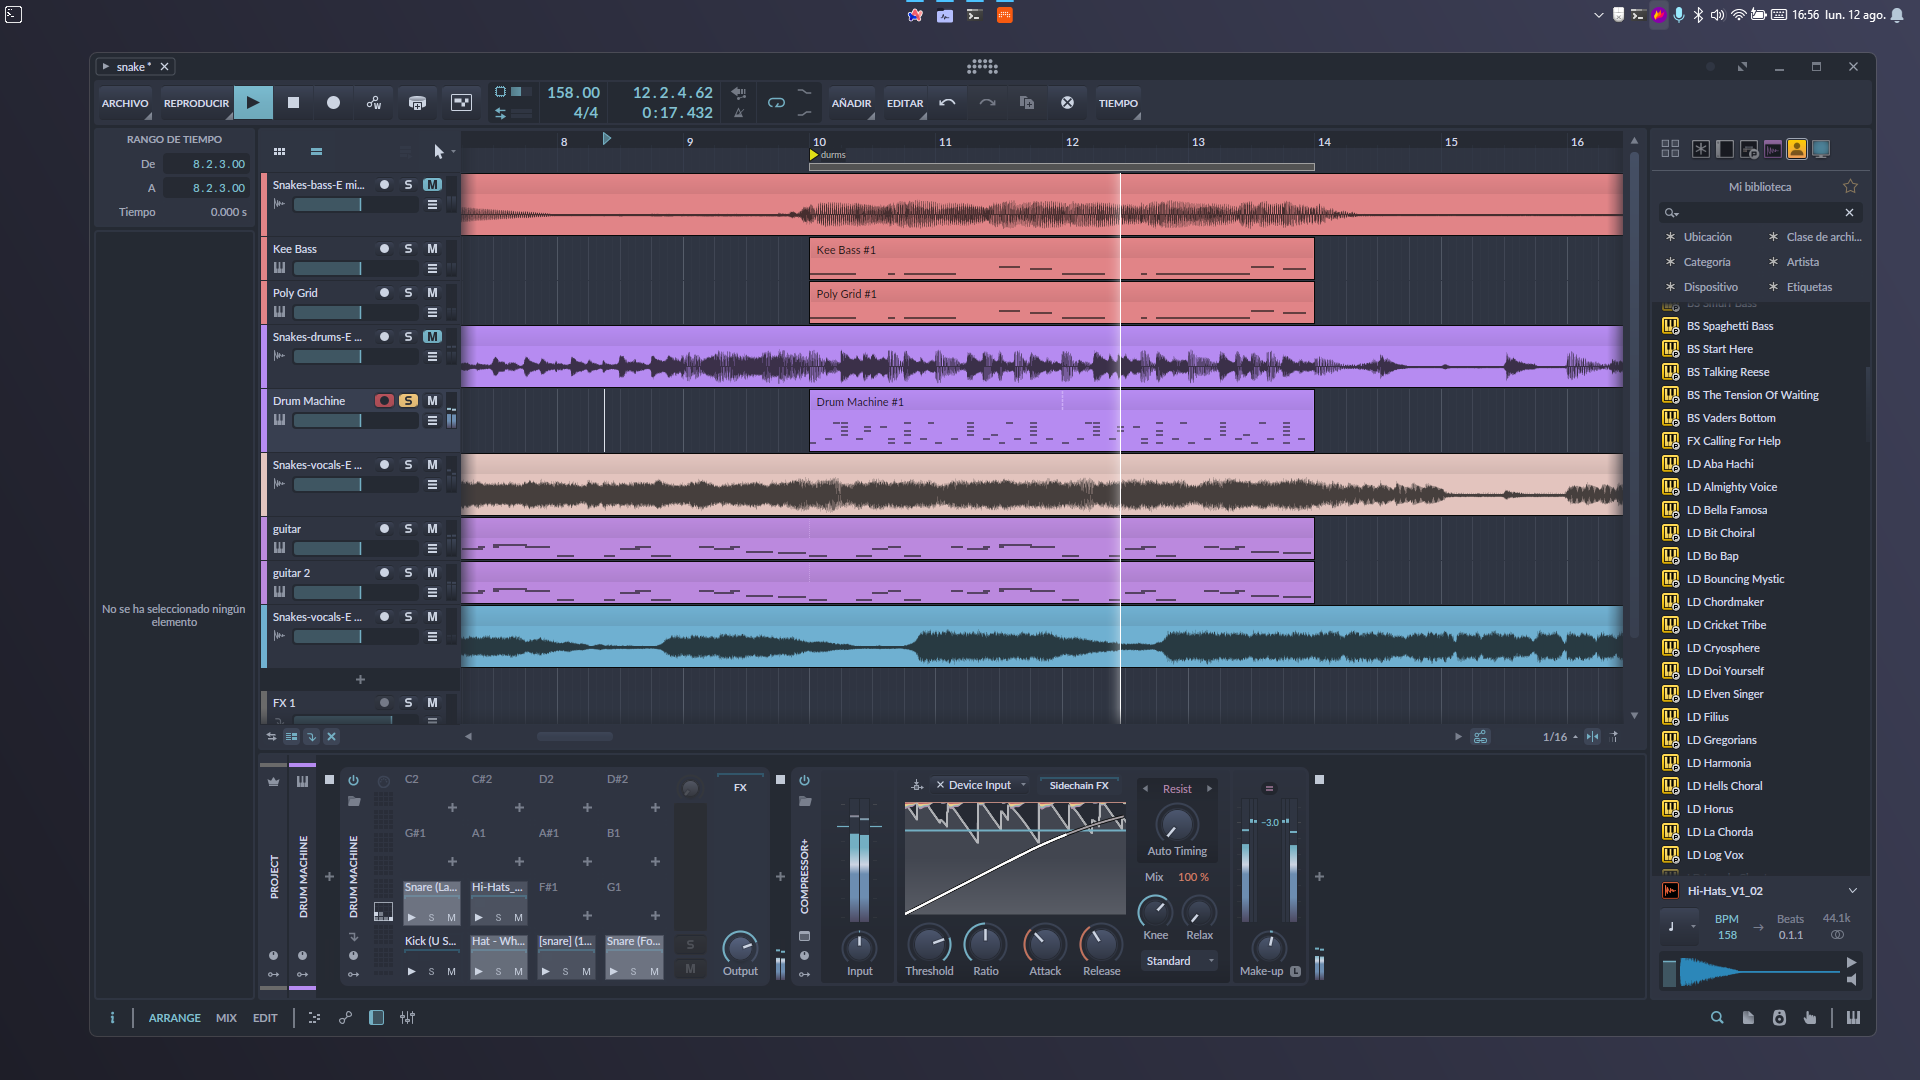 16:56 lun. 12 ago.
snake *
ARCHIVO
REPRODUCIR
158.00
4/4
12.2.4.62
0:17.432
AÑADIR
EDITAR
TIEMPO
RANGO DE TIEMPO
De 8.2.3.00
A 8.2.3.00
Tiempo 0.000 s
No se ha seleccionado ningún
elemento
8 9 10 11 12 13 14 15 16
durms
Snakes-bass-E mi... S M
Kee Bass S M
Kee Bass #1
Poly Grid S M
Poly Grid #1
Snakes-drums-E ... S M
Drum Machine S M
Drum Machine #1
Snakes-vocals-E ... S M
guitar S M
guitar 2 S M
Snakes-vocals-E ... S M
+
FX 1 S M
1/16
Mi biblioteca
Ubicación
Clase de archi...
Categoría
Artista
Dispositivo
Etiquetas
BS Smart Bass
BS Spaghetti Bass
BS Start Here
BS Talking Reese
BS The Tension Of Waiting
BS Vaders Bottom
FX Calling For Help
LD Aba Hachi
LD Almighty Voice
LD Bella Famosa
LD Bit Choiral
LD Bo Bap
LD Bouncing Mystic
LD Chordmaker
LD Cricket Tribe
LD Cryosphere
LD Doi Yourself
LD Elven Singer
LD Filius
LD Gregorians
LD Harmonia
LD Hells Choral
LD Horus
LD La Chorda
LD Log Vox
Hi-Hats_V1_02
BPM
158
Beats
0.1.1
44.1k
PROJECT
DRUM MACHINE
DRUM MACHINE
C2 C#2 D2 D#2
G#1 A1 A#1 B1
Snare (La... Hi-Hats_... F#1 G1
S M S M
Kick (U S... Hat - Wh... [snare] (1... Snare (Fo...
S M S M S M S M
S
M
FX
Output
COMPRESSOR+
Input
Device Input
Sidechain FX
Threshold
Ratio
Attack
Release
Resist
Auto Timing
Mix 100 %
Knee
Relax
Standard
-3.0
Make-up L
i
ARRANGE
MIX
EDIT